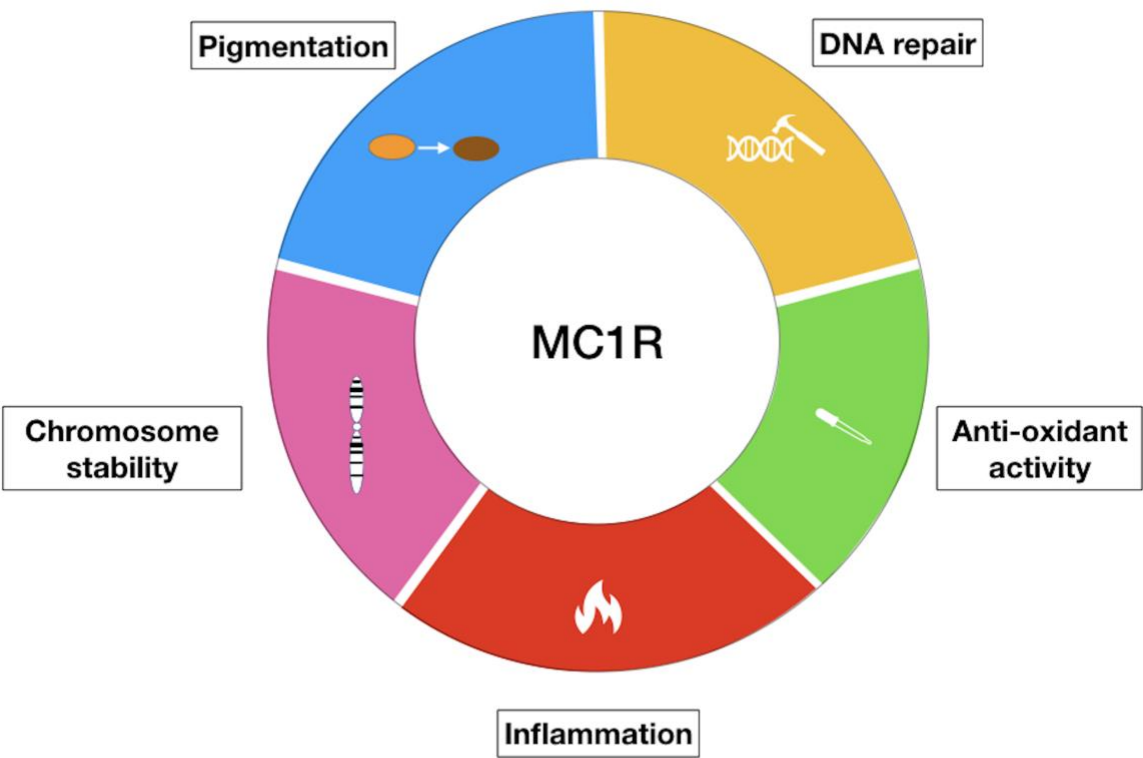 Pigmentation
DNA repair
MC1R
Chromosome
stability
Anti-oxidant
activity
Inflammation